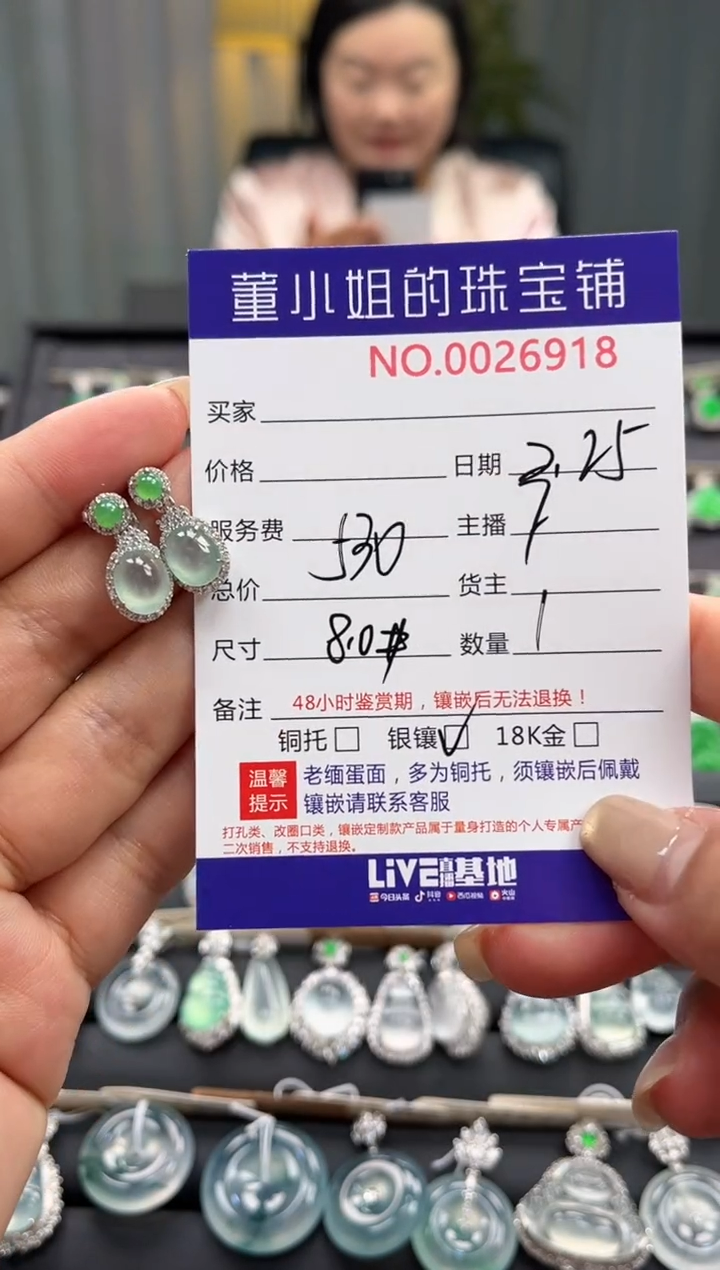 董小姐的珠宝铺
NO.0026918
买家
价格 日期 2.25
服务费 530 主播
总价 货主
尺寸 8.0# 数量 1
备注 48小时鉴赏期，镶嵌后无法退换！
铜托□ 银镶☑ 18K金□
温馨提示 老缅蛋面，多为铜托，须镶嵌后佩戴
镶嵌请联系客服
打孔类、改圈口类，镶嵌定制款产品属于量身打造的个人专属产
二次销售，不支持退换。
LiVE直播基地
今日头条 抖音 西瓜视频 火山